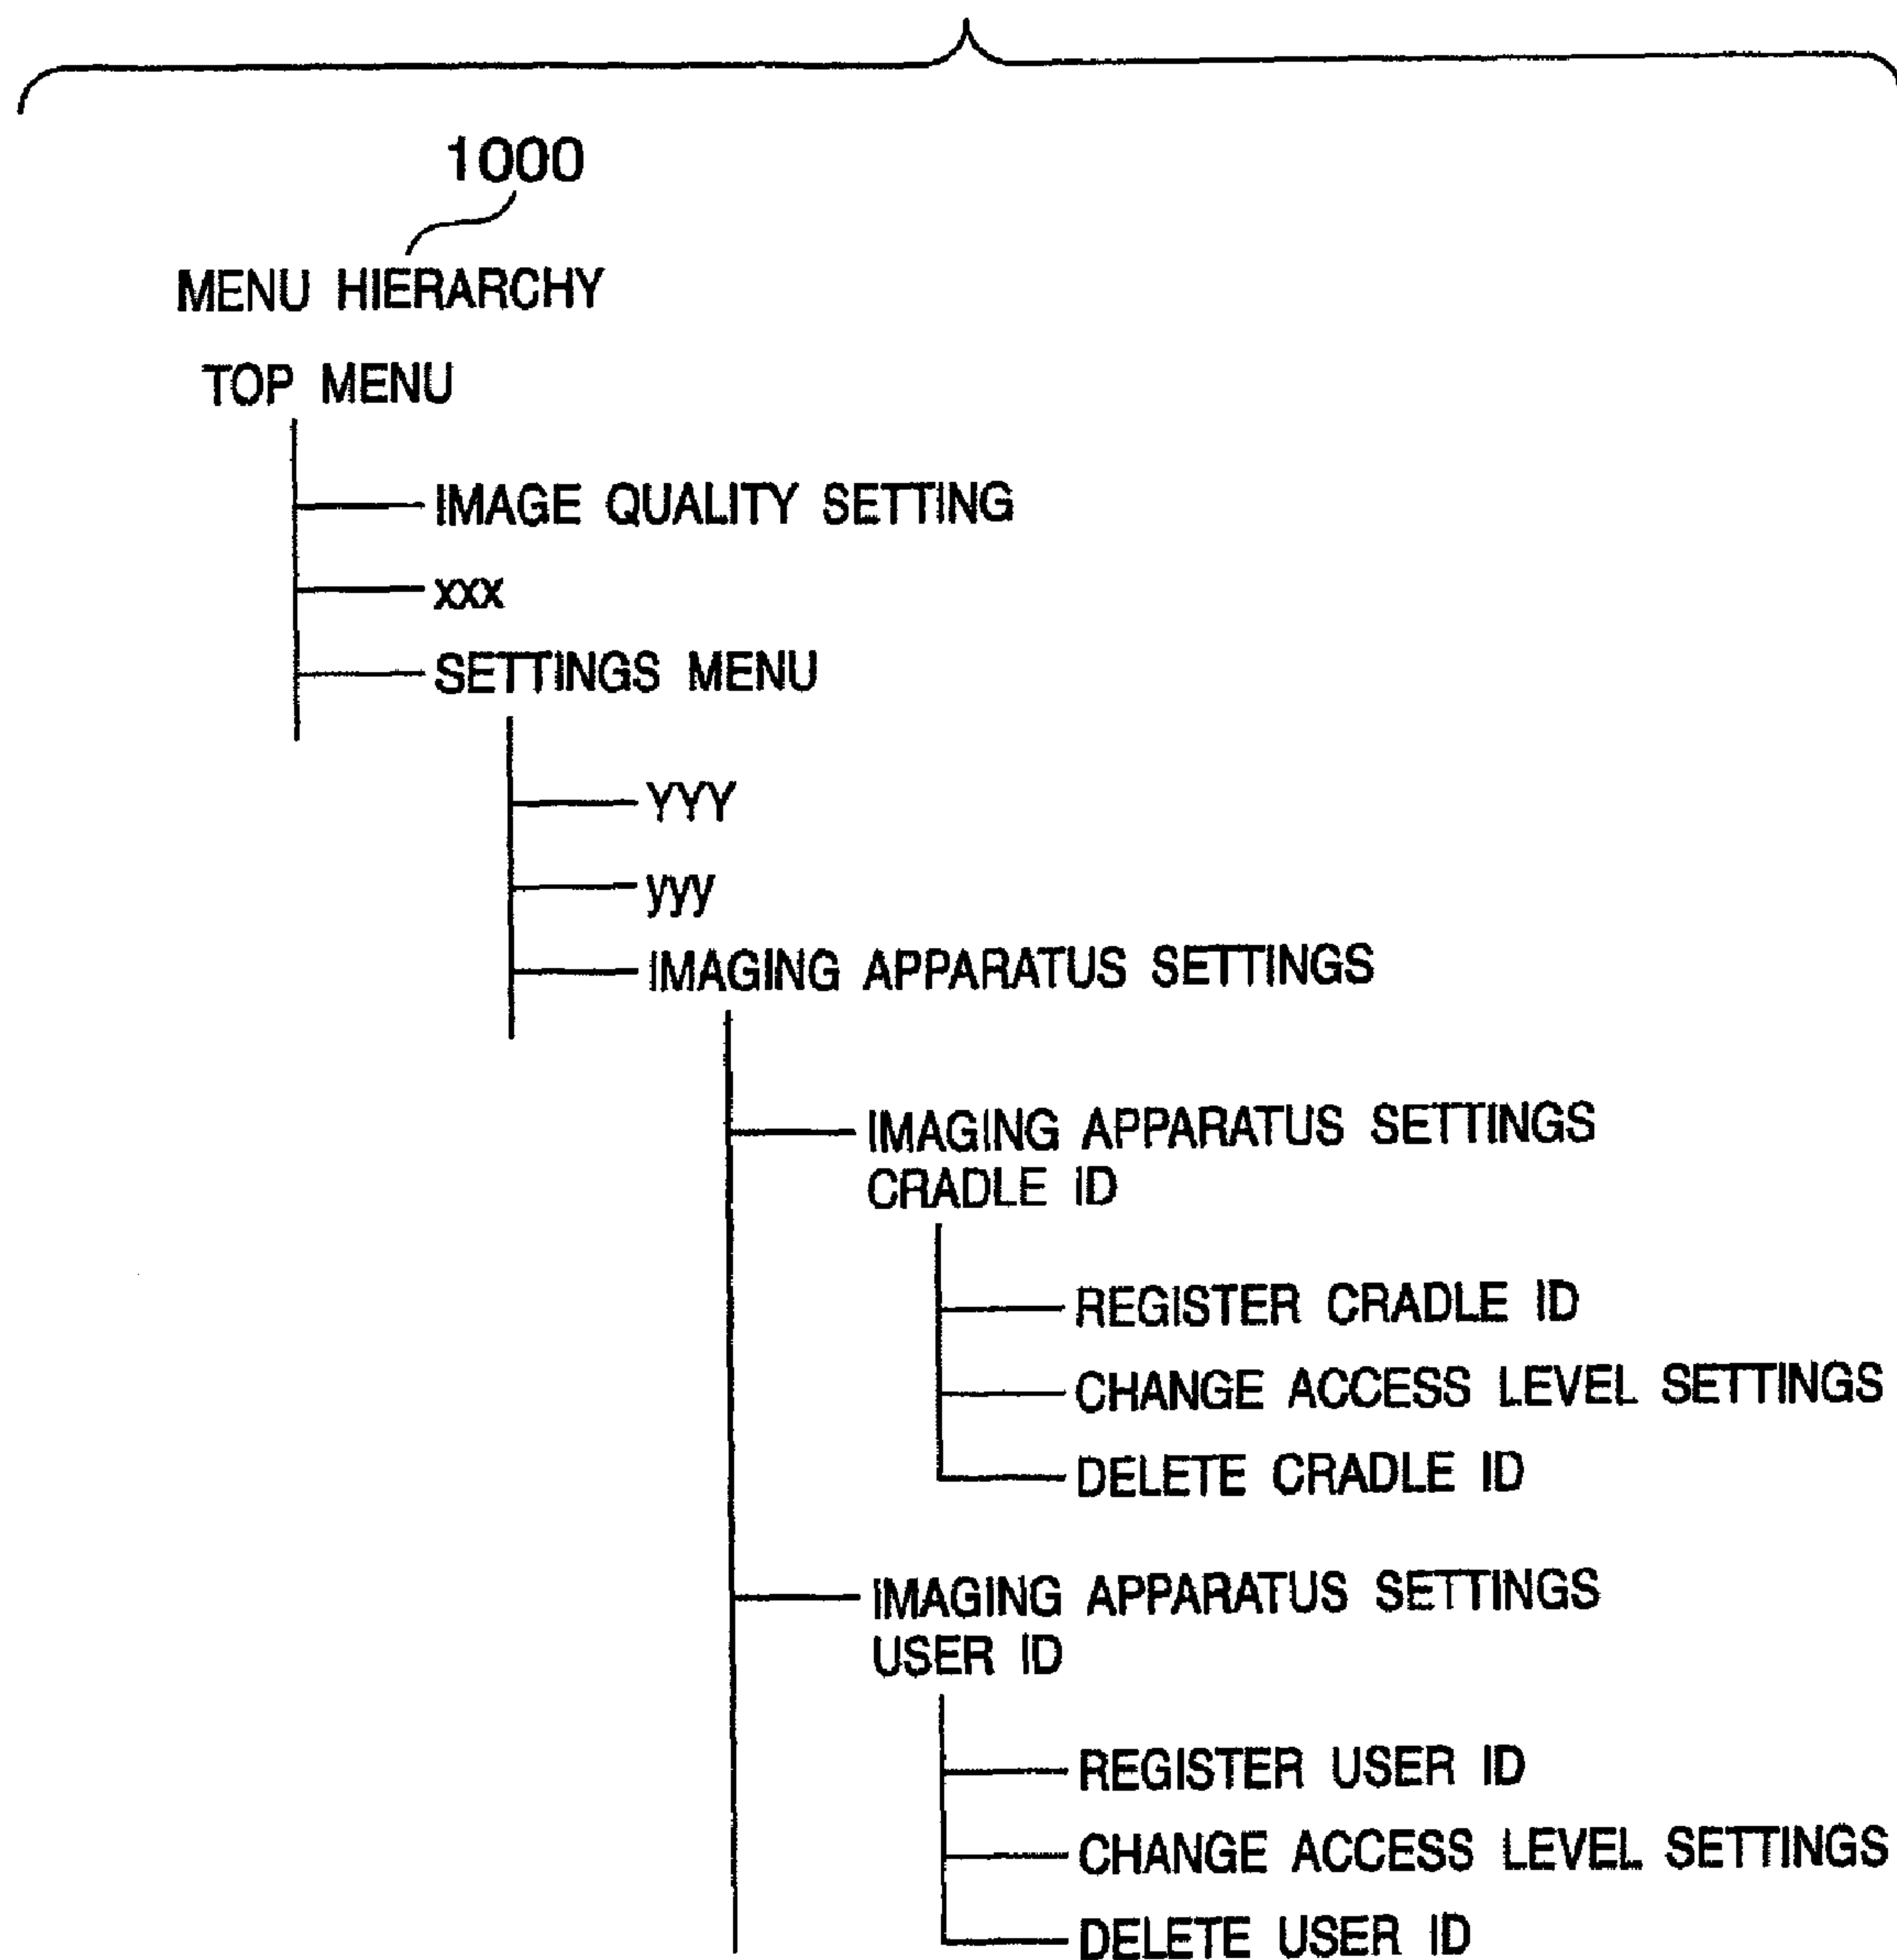 1000
MENU HIERARCHY
TOP MENU
IMAGE QUALITY SETTING
xxx
SETTINGS MENU
YYY
yyy
IMAGING APPARATUS SETTINGS
IMAGING APPARATUS SETTINGS
CRADLE ID
REGISTER CRADLE ID
CHANGE ACCESS LEVEL SETTINGS
DELETE CRADLE ID
IMAGING APPARATUS SETTINGS
USER ID
REGISTER USER ID
CHANGE ACCESS LEVEL SETTINGS
DELETE USER ID